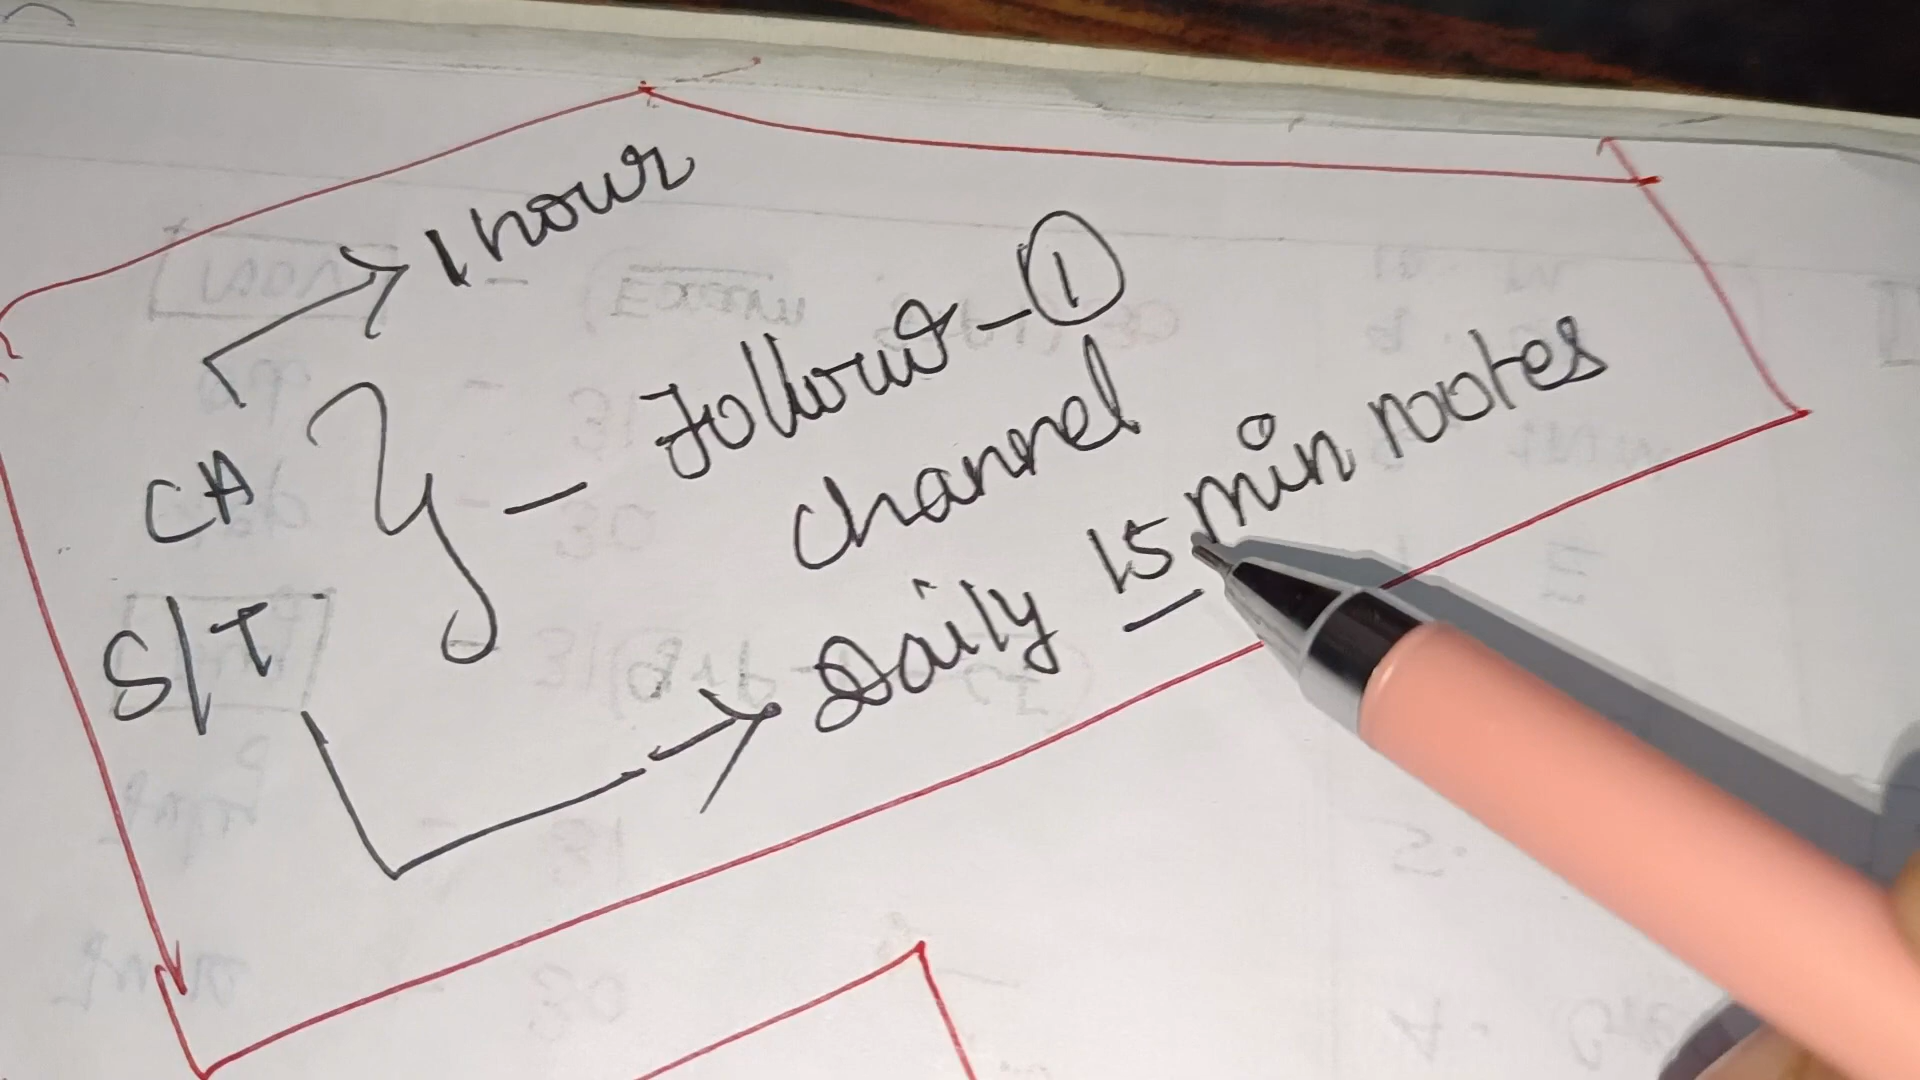 1 hour
CA
S/T
- Follow - 1
channel
Daily 15 min notes